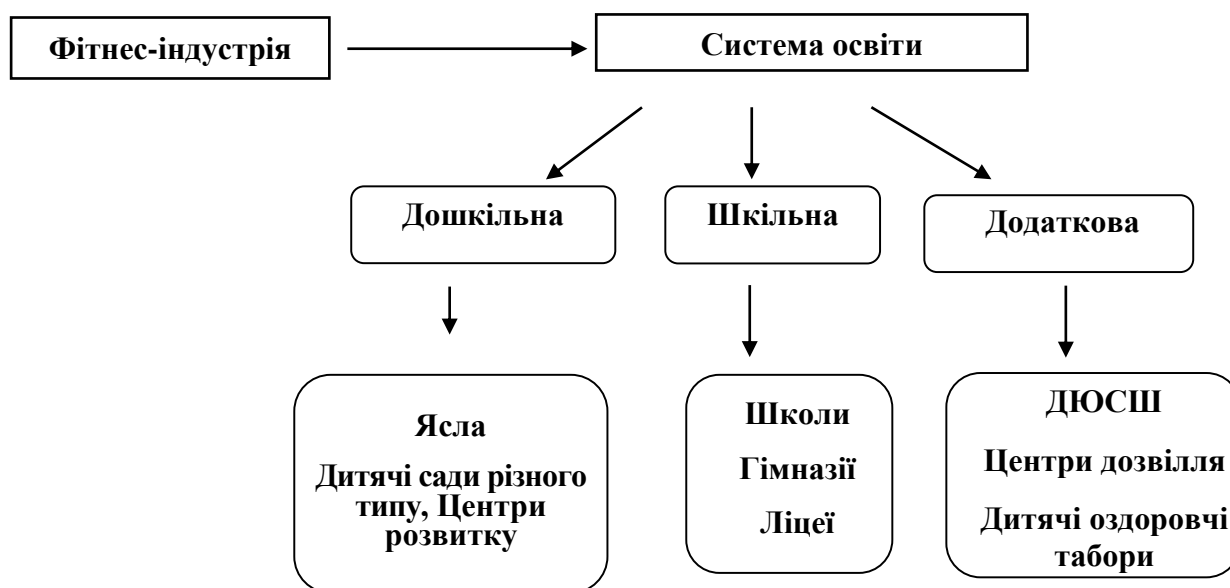 Фітнес-індустрія
Система освіти
Дошкільна
Шкільна
Додаткова
Ясла
Дитячі сади різного
типу, Центри
розвитку
Школи
Гімназії
Ліцеї
ДЮСШ
Центри дозвілля
Дитячі оздоровчі
табори